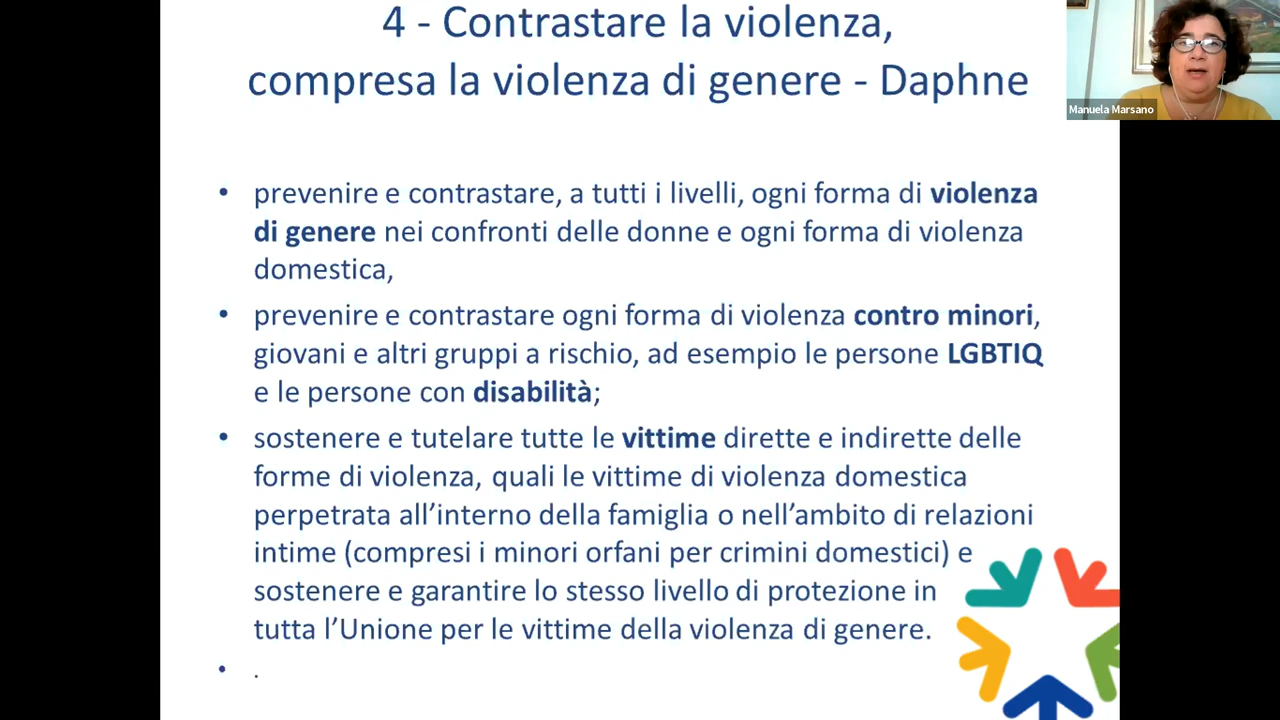 4 - Contrastare la violenza,
compresa la violenza di genere - Daphne
Manuela Marsano
• prevenire e contrastare, a tutti i livelli, ogni forma di violenza
di genere nei confronti delle donne e ogni forma di violenza
domestica,
• prevenire e contrastare ogni forma di violenza contro minori,
giovani e altri gruppi a rischio, ad esempio le persone LGBTIQ
e le persone con disabilità;
• sostenere e tutelare tutte le vittime dirette e indirette delle
forme di violenza, quali le vittime di violenza domestica
perpetrata all’interno della famiglia o nell’ambito di relazioni
intime (compresi i minori orfani per crimini domestici) e
sostenere e garantire lo stesso livello di protezione in
tutta l’Unione per le vittime della violenza di genere.
• .